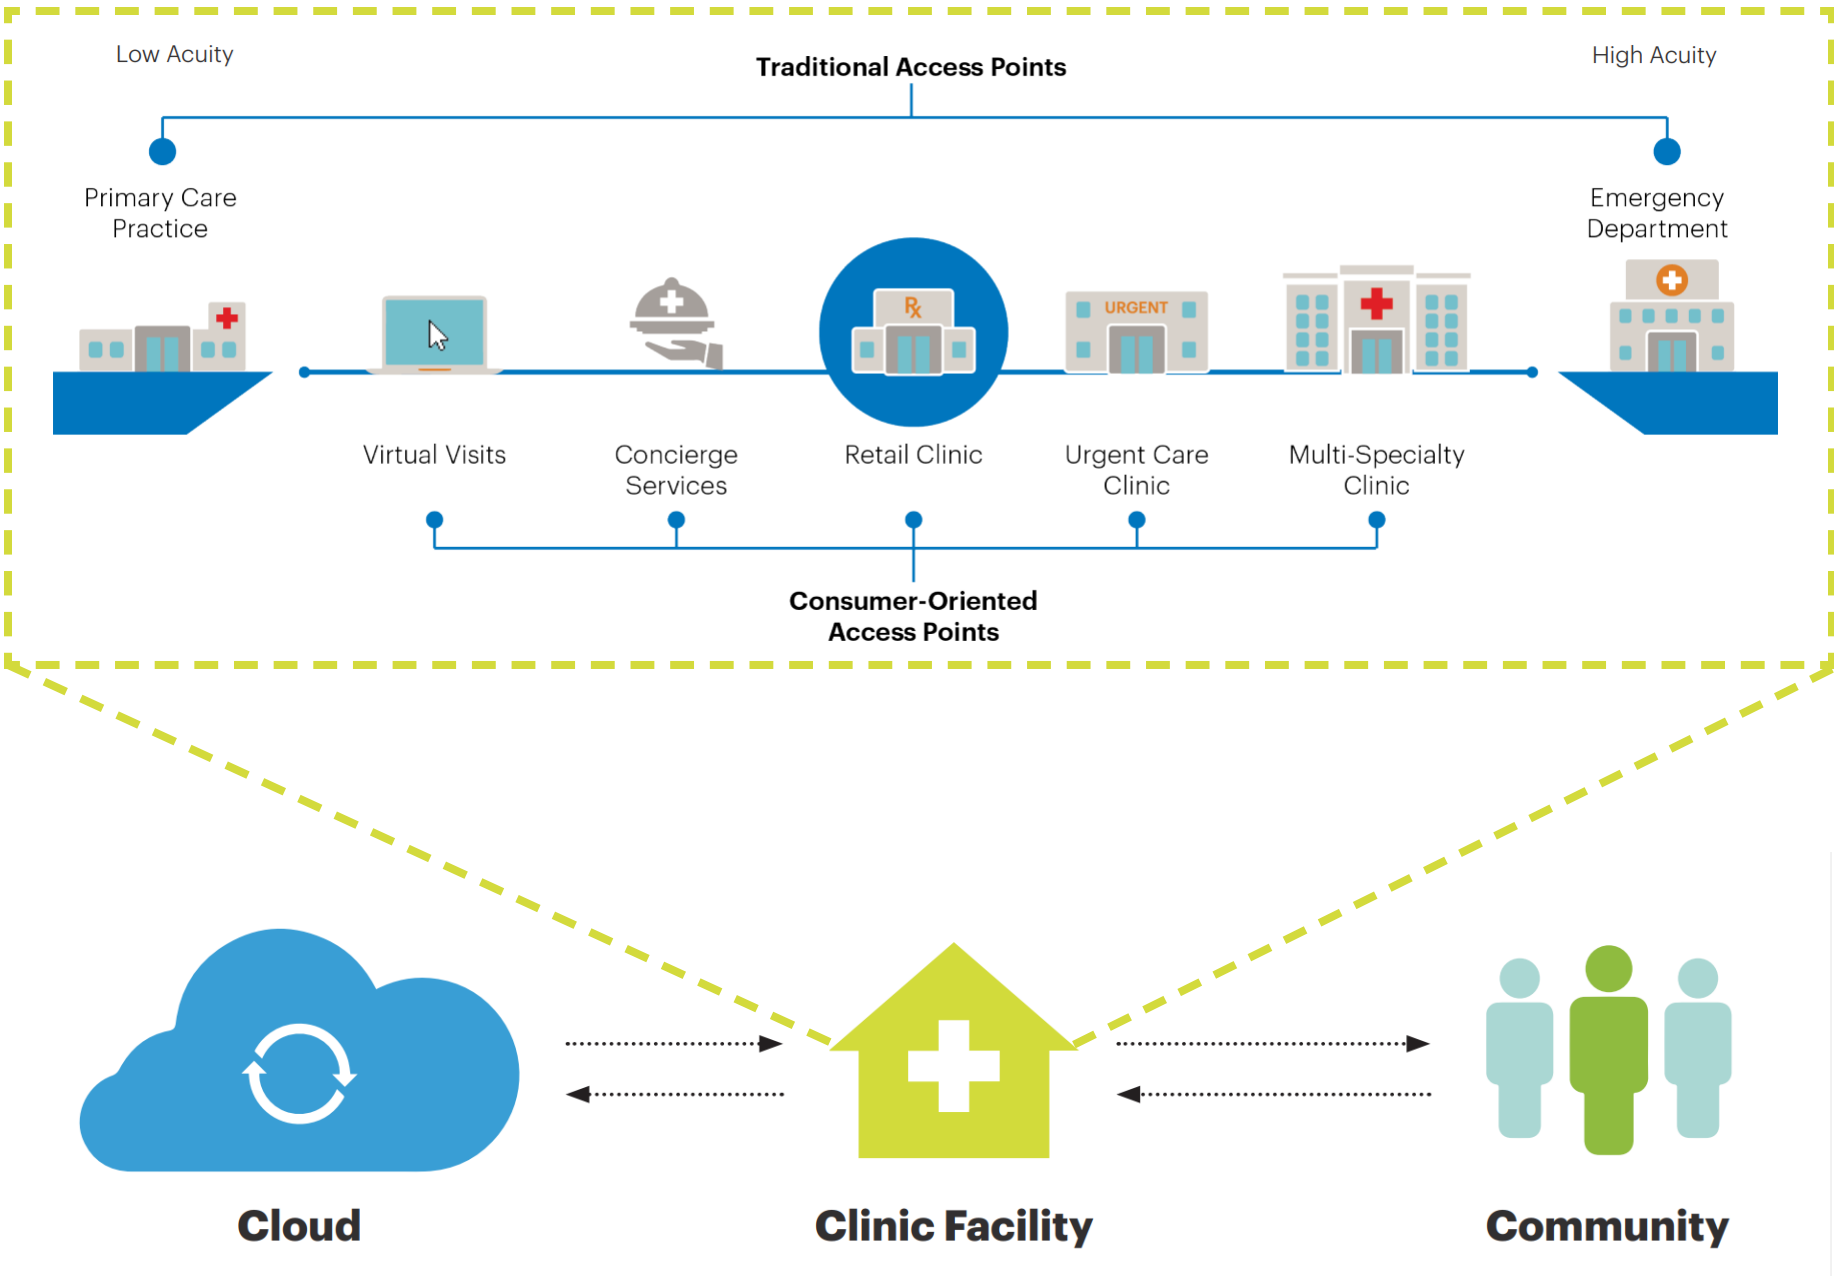 Low Acuity
Traditional Access Points
High Acuity
Primary Care
Practice
Emergency
Department
Rx
URGENT
Virtual Visits
Concierge
Services
Retail Clinic
Urgent Care
Clinic
Multi-Specialty
Clinic
Consumer-Oriented
Access Points
Cloud
Clinic Facility
Community